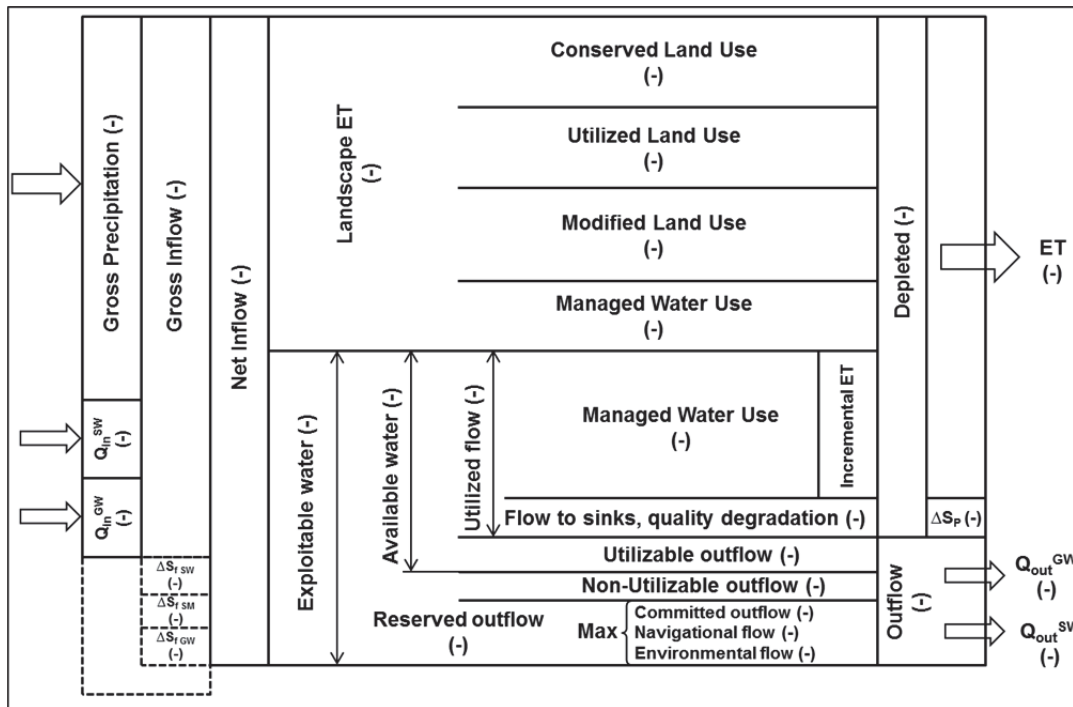 Gross Precipitation (-)
Q_in^SW
(-)
Q_in^GW
(-)
Gross Inflow (-)
ΔS_f SW
(-)
ΔS_f SM
(-)
ΔS_f GW
(-)
Net Inflow (-)
Landscape ET
(-)
Conserved Land Use
(-)
Utilized Land Use
(-)
Modified Land Use
(-)
Managed Water Use
(-)
Exploitable water (-)
Available water (-)
Utilized flow (-)
Managed Water Use
(-)
Incremental ET
Flow to sinks, quality degradation (-)
Utilizable outflow (-)
Non-Utilizable outflow (-)
Reserved outflow
(-)
Max
Committed outflow (-)
Navigational flow (-)
Environmental flow (-)
Depleted (-)
Outflow
(-)
ΔS_P (-)
ET
(-)
Q_out^GW
(-)
Q_out^SW
(-)